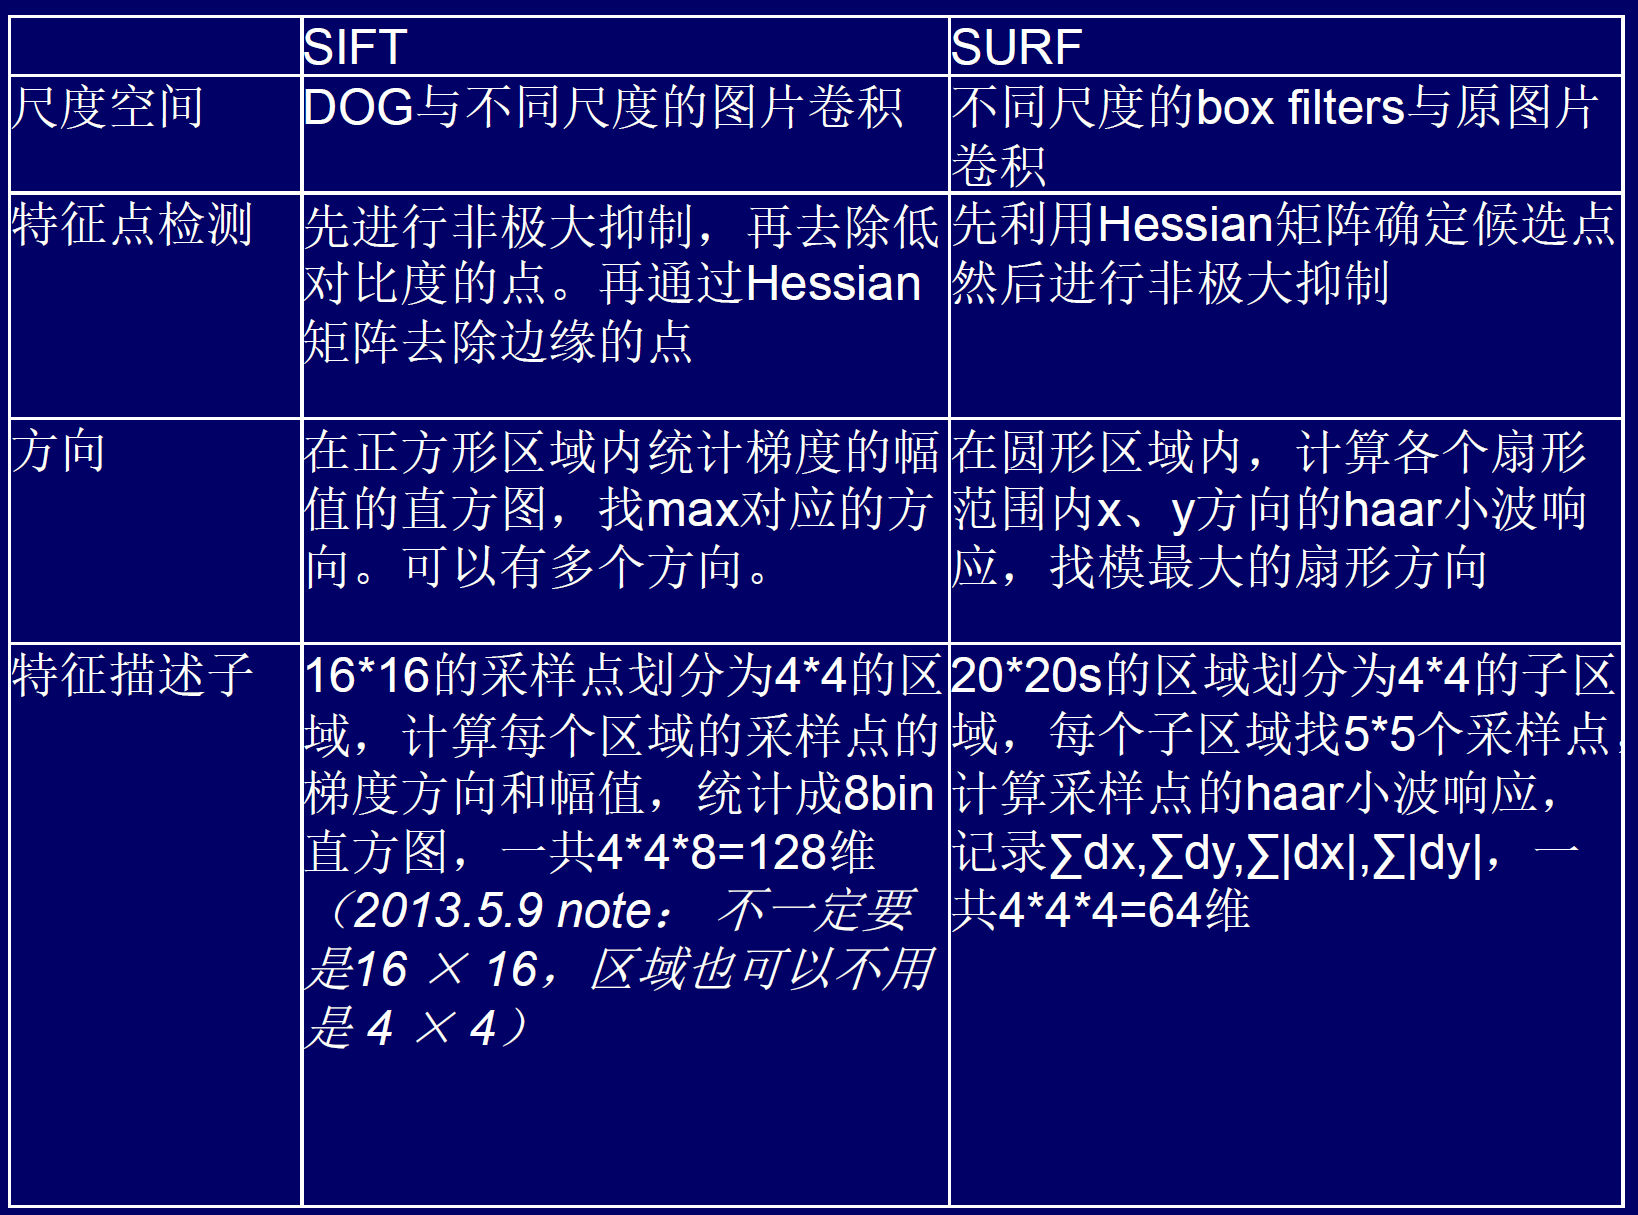 SIFT
SURF
尺度空间
DOG与不同尺度的图片卷积
不同尺度的box filters与原图片
卷积
特征点检测
先进行非极大抑制，再去除低
对比度的点。再通过Hessian
矩阵去除边缘的点
先利用Hessian矩阵确定候选点
然后进行非极大抑制
方向
在正方形区域内统计梯度的幅
值的直方图，找max对应的方
向。可以有多个方向。
在圆形区域内，计算各个扇形
范围内x、y方向的haar小波响
应，找模最大的扇形方向
特征描述子
16*16的采样点划分为4*4的区
域，计算每个区域的采样点的
梯度方向和幅值，统计成8bin
直方图，一共4*4*8=128维
（2013.5.9 note： 不一定要
是16 × 16，区域也可以不用
是 4 × 4）
20*20s的区域划分为4*4的子区
域，每个子区域找5*5个采样点，
计算采样点的haar小波响应，
记录∑dx,∑dy,∑|dx|,∑|dy|，一
共4*4*4=64维